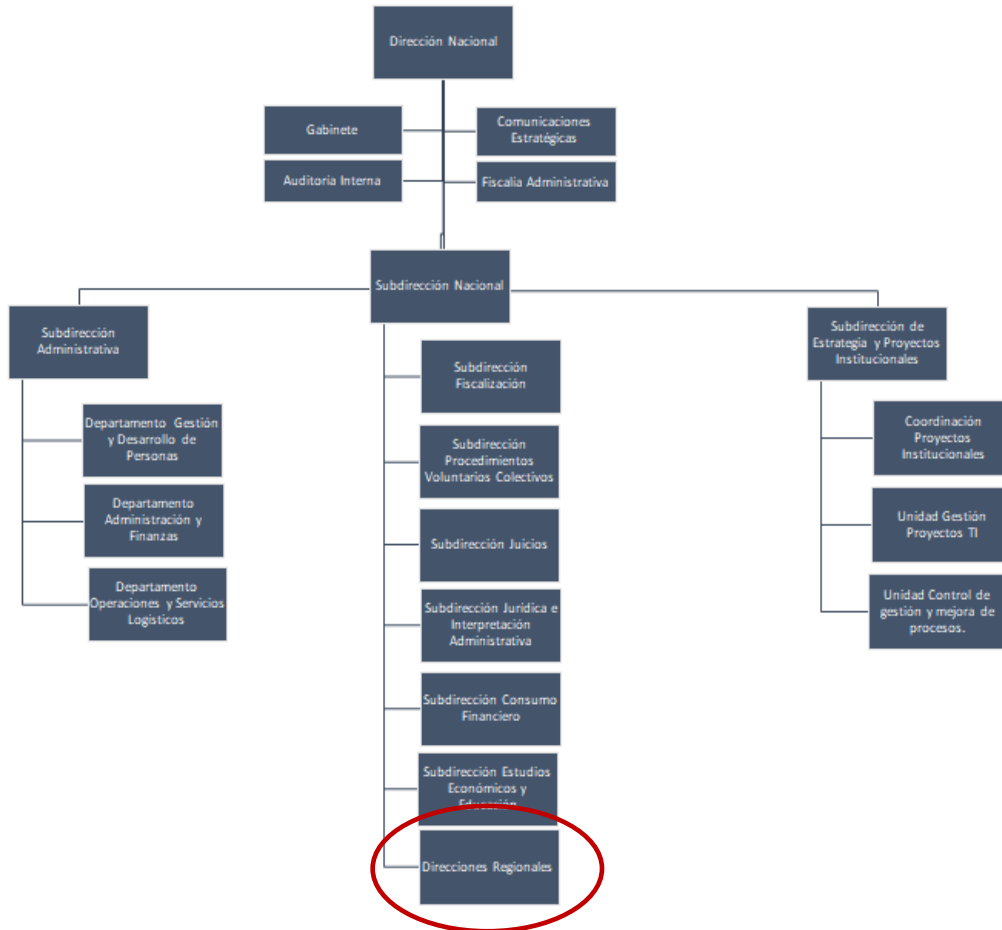 Dirección Nacional
Gabinete
Comunicaciones
Estratégicas
Auditoría Interna
Fiscalía Administrativa
Subdirección Nacional
Subdirección
Administrativa
Departamento Gestión
y Desarrollo de
Personas
Departamento
Administración y
Finanzas
Departamento
Operaciones y Servicios
Logísticos
Subdirección
Fiscalización
Subdirección
Procedimientos
Voluntarios Colectivos
Subdirección Juicios
Subdirección Jurídica e
Interpretación
Administrativa
Subdirección Consumo
Financiero
Subdirección Estudios
Económicos y
Educación
Direcciones Regionales
Subdirección de
Estrategia y Proyectos
Institucionales
Coordinación
Proyectos
Institucionales
Unidad Gestión
Proyectos TI
Unidad Control de
gestión y mejora de
procesos.